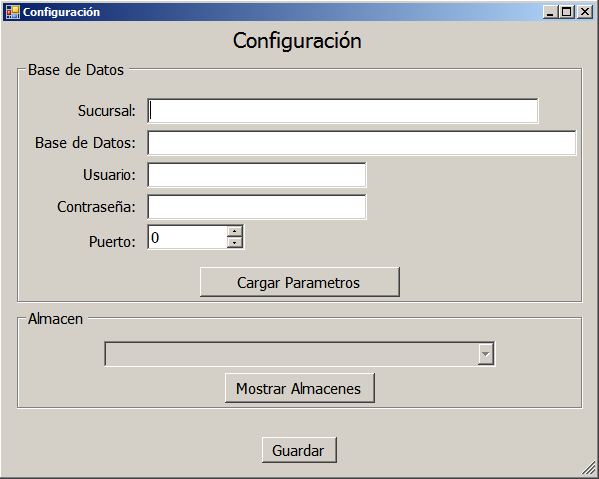 Configuración
Configuración
Base de Datos
Sucursal:
Base de Datos:
Usuario:
Contraseña:
Puerto: 0
Cargar Parametros
Almacen
Mostrar Almacenes
Guardar